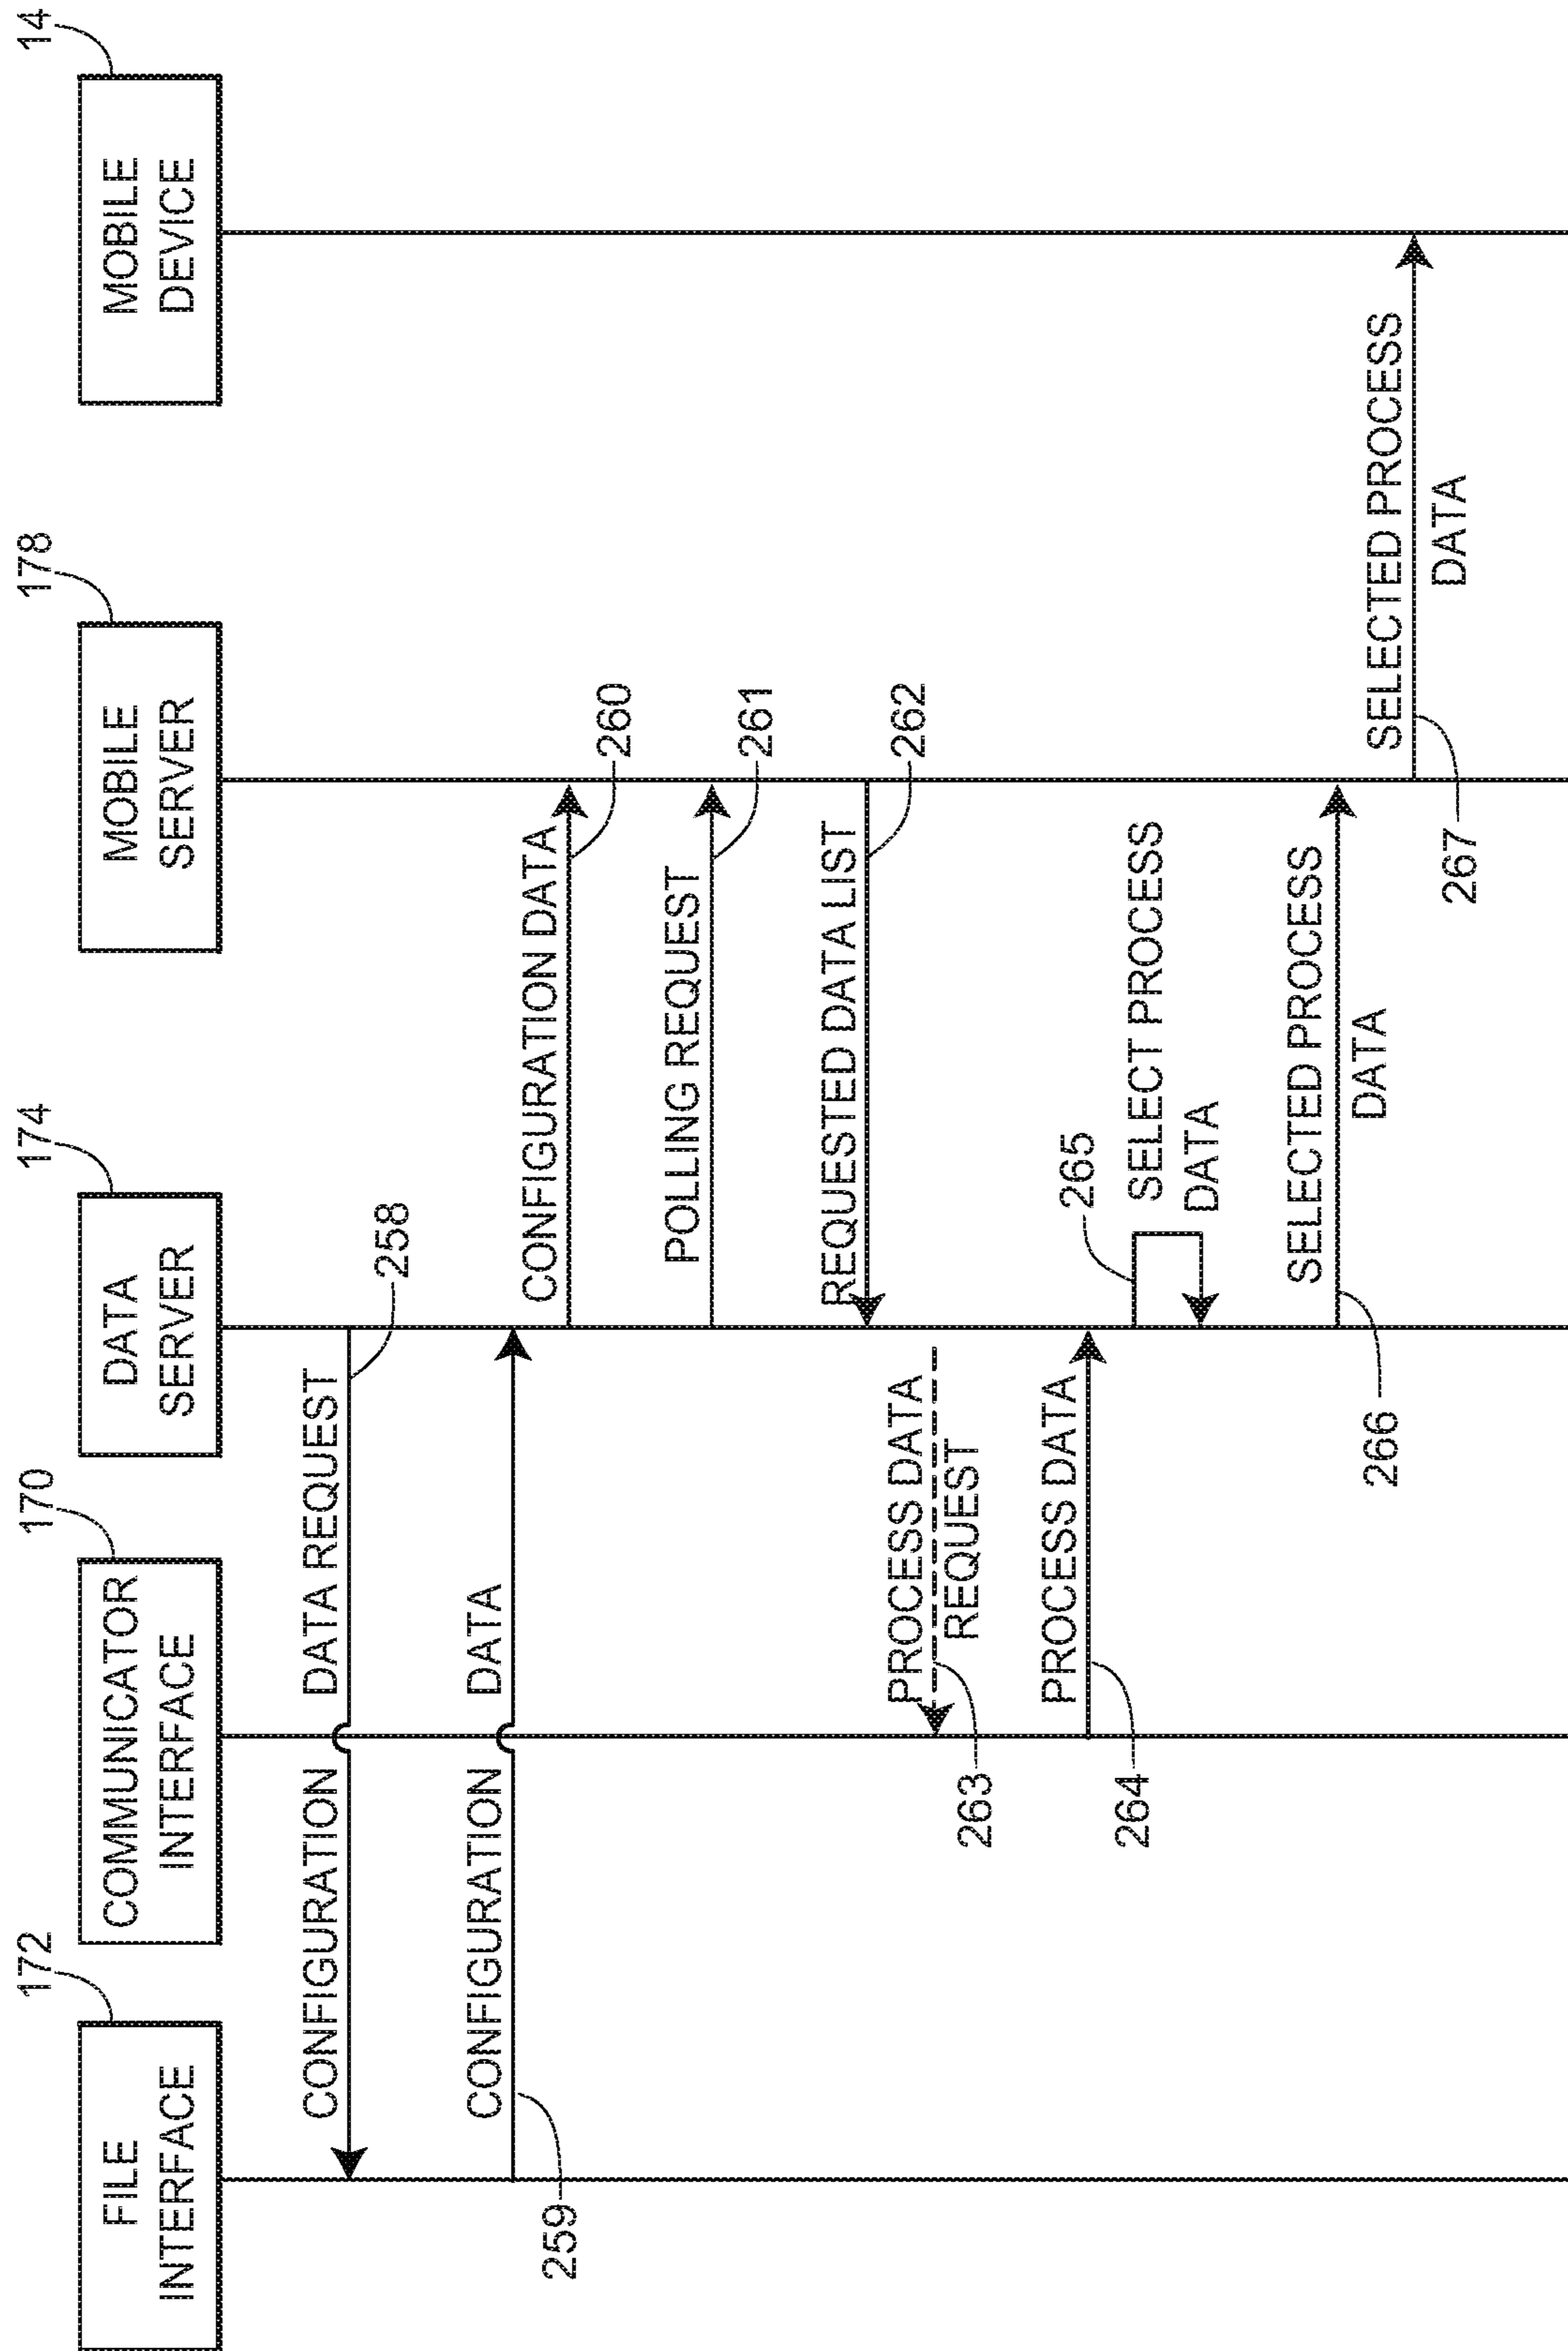 172
170
174
178
14
FILE
INTERFACE
COMMUNICATOR
INTERFACE
DATA
SERVER
MOBILE
SERVER
MOBILE
DEVICE
CONFIGURATION DATA REQUEST
258
CONFIGURATION DATA
259
CONFIGURATION DATA
260
POLLING REQUEST
261
REQUESTED DATA LIST
262
PROCESS DATA
REQUEST
263
PROCESS DATA
264
265
SELECT PROCESS
DATA
SELECTED PROCESS
DATA
266
SELECTED PROCESS
DATA
267